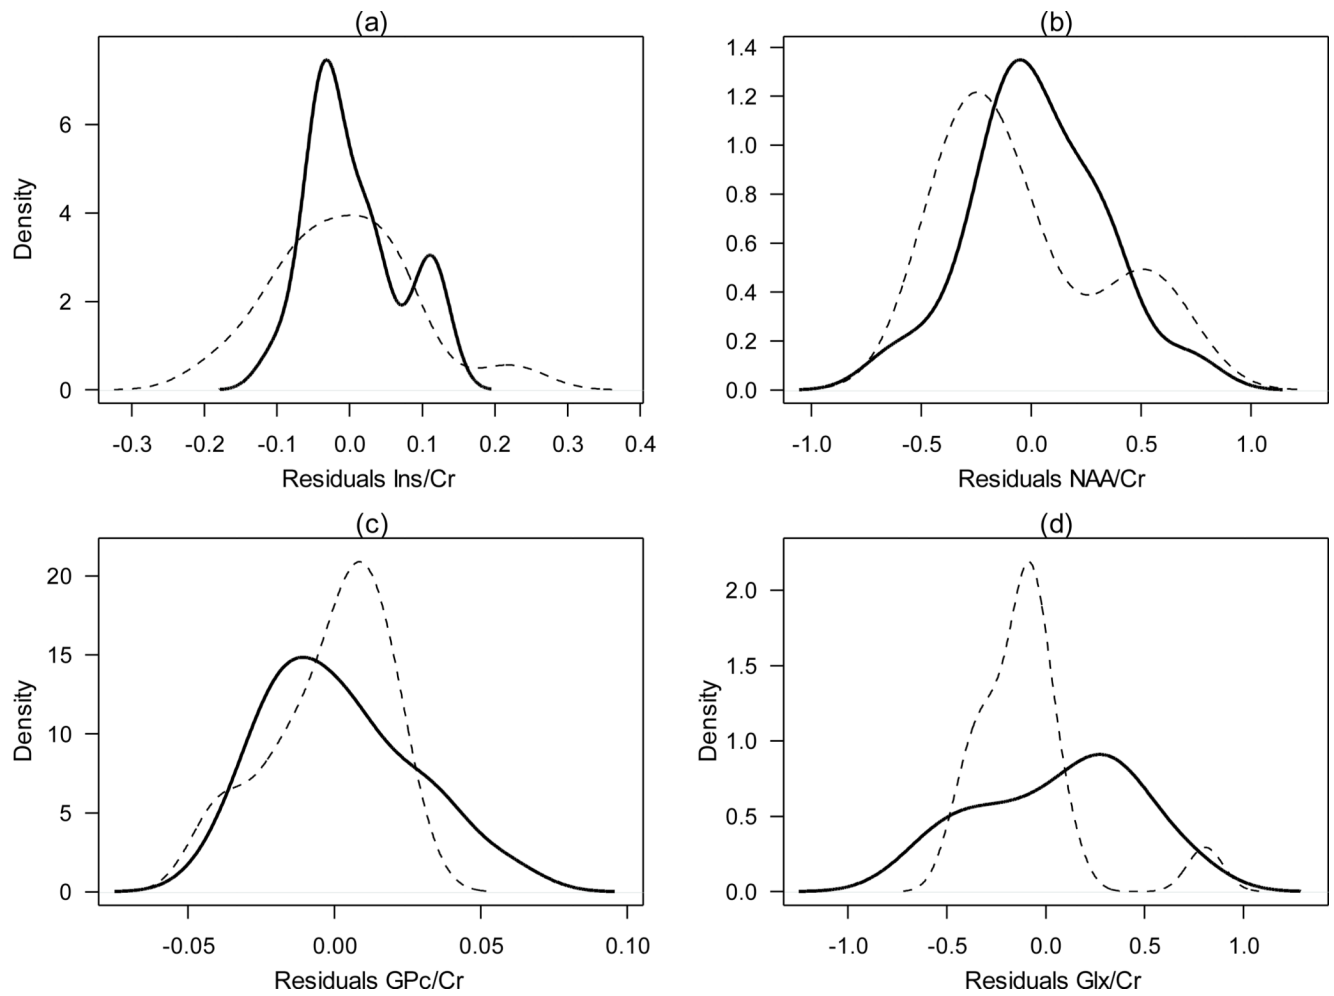 (a)
Density
6
4
2
0
-0.3 -0.2 -0.1 0.0 0.1 0.2 0.3 0.4
Residuals Ins/Cr
(b)
1.4
1.2
1.0
0.8
0.6
0.4
0.2
0.0
-1.0 -0.5 0.0 0.5 1.0
Residuals NAA/Cr
(c)
Density
20
15
10
5
0
-0.05 0.00 0.05 0.10
Residuals GPc/Cr
(d)
Density
2.0
1.5
1.0
0.5
0.0
-1.0 -0.5 0.0 0.5 1.0
Residuals Glx/Cr